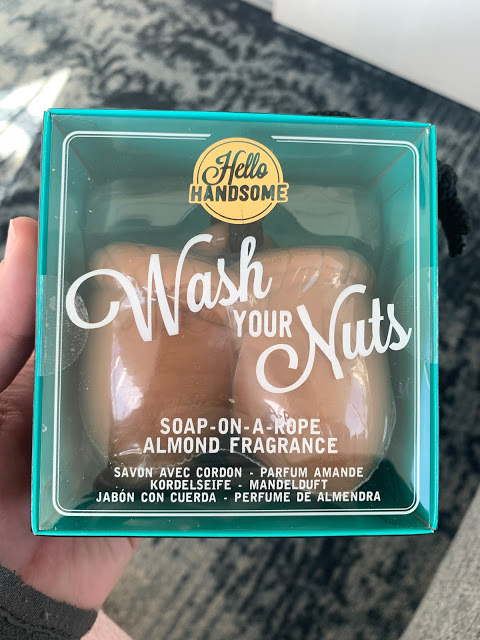 Hello
HANDSOME
Wash
YOUR
Nuts
SOAP-ON-A-ROPE
ALMOND FRAGRANCE
SAVON AVEC CORDON - PARFUM AMANDE
KORDELSEIFE - MANDELDUFT
JABÓN CON CUERDA - PERFUME DE ALMENDRA